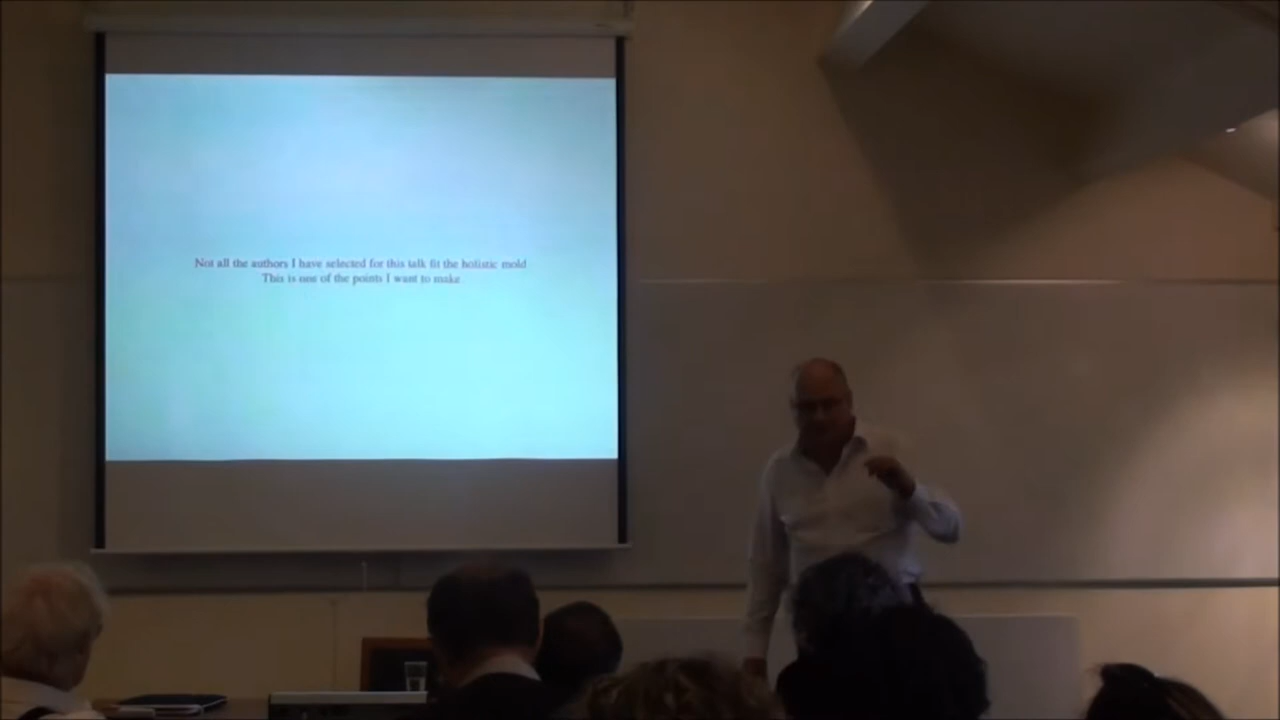 Not all the authors I have selected for this talk fit the holistic mold
This is one of the points I want to make